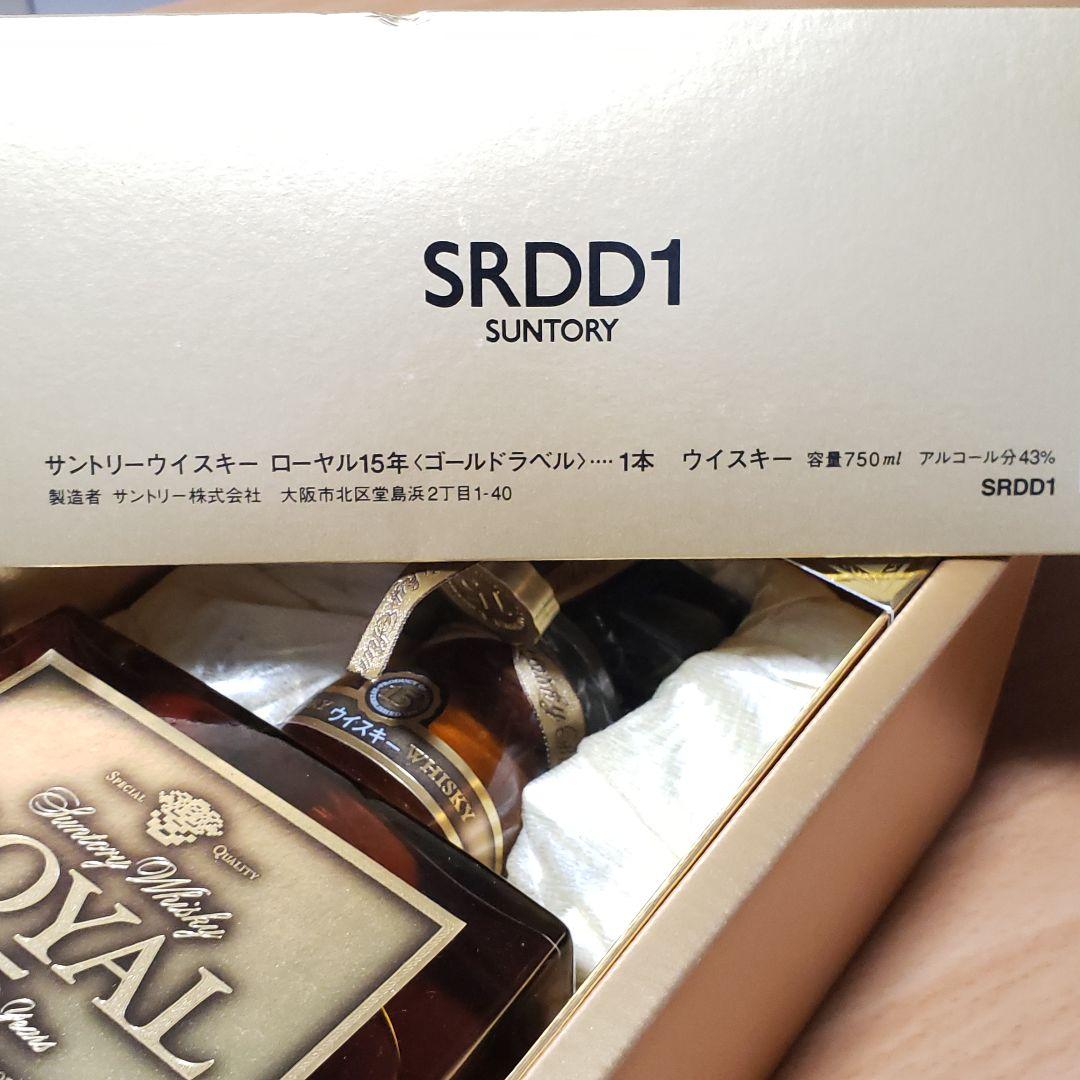 SRDD1
SUNTORY
サントリーウイスキー ローヤル15年〈ゴールドラベル〉‥‥1本 ウイスキー 容量750ml アルコール分43%
製造者 サントリー株式会社 大阪市北区堂島浜2丁目1-40
SRDD1
15
ウイスキー WHISKY
SPECIAL QUALITY
Suntory Whisky
OYAL
Years